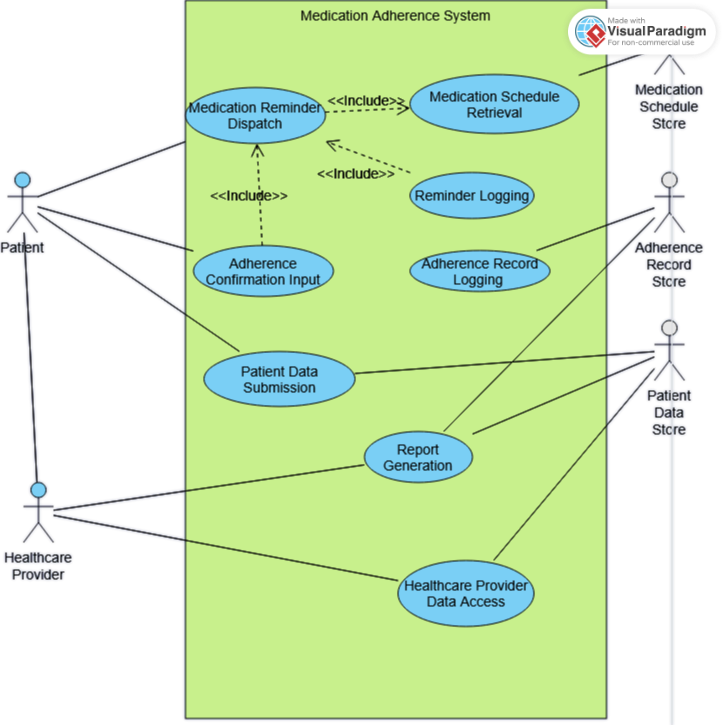 Medication Adherence System
Made with
VisualParadigm
For non-commercial use
Medication Reminder
Dispatch
<<Include>>
Medication Schedule
Retrieval
Medication
Schedule
Store
<<Include>>
<<Include>>
Reminder Logging
Patient
Adherence
Confirmation Input
Adherence Record
Logging
Adherence
Record
Store
Patient Data
Submission
Patient
Data
Store
Report
Generation
Healthcare
Provider
Healthcare Provider
Data Access